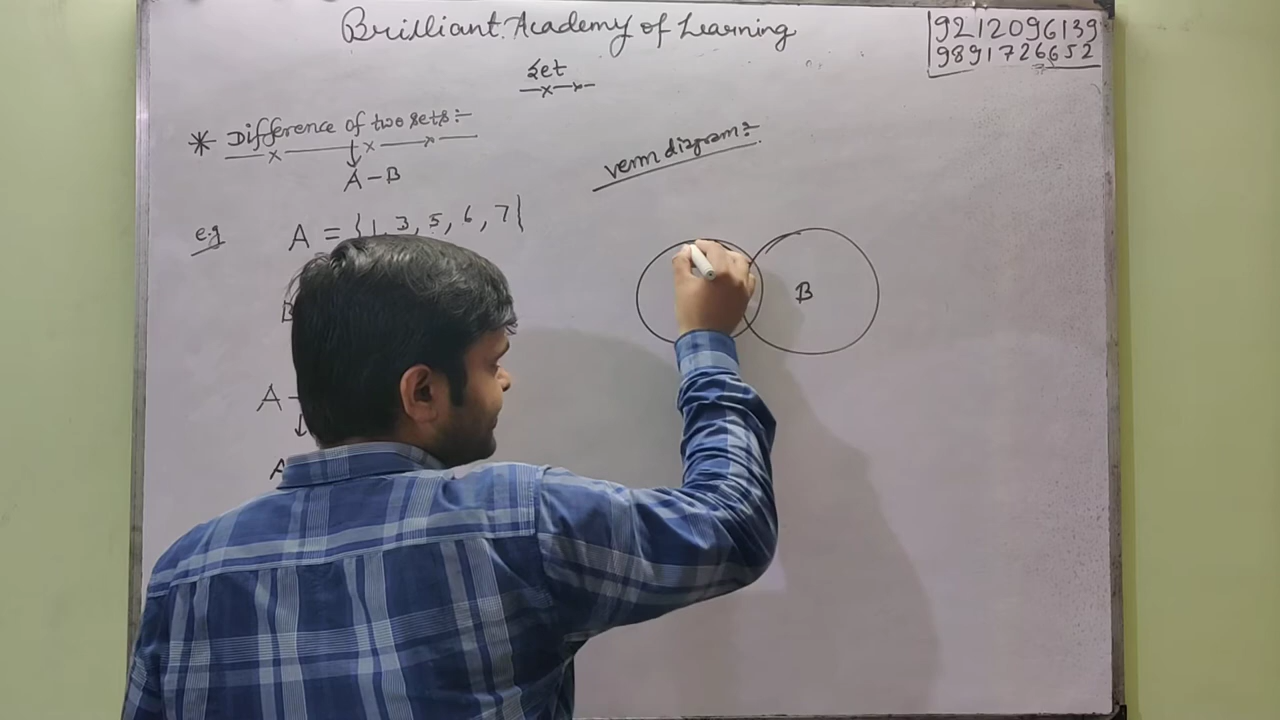 Brilliant Academy of Learning
9212096139
9891726652
Set
* Difference of two sets:-
A - B
Venn diagram:-
e.g
A = {1, 3, 5, 6, 7}
B
B
A -
A